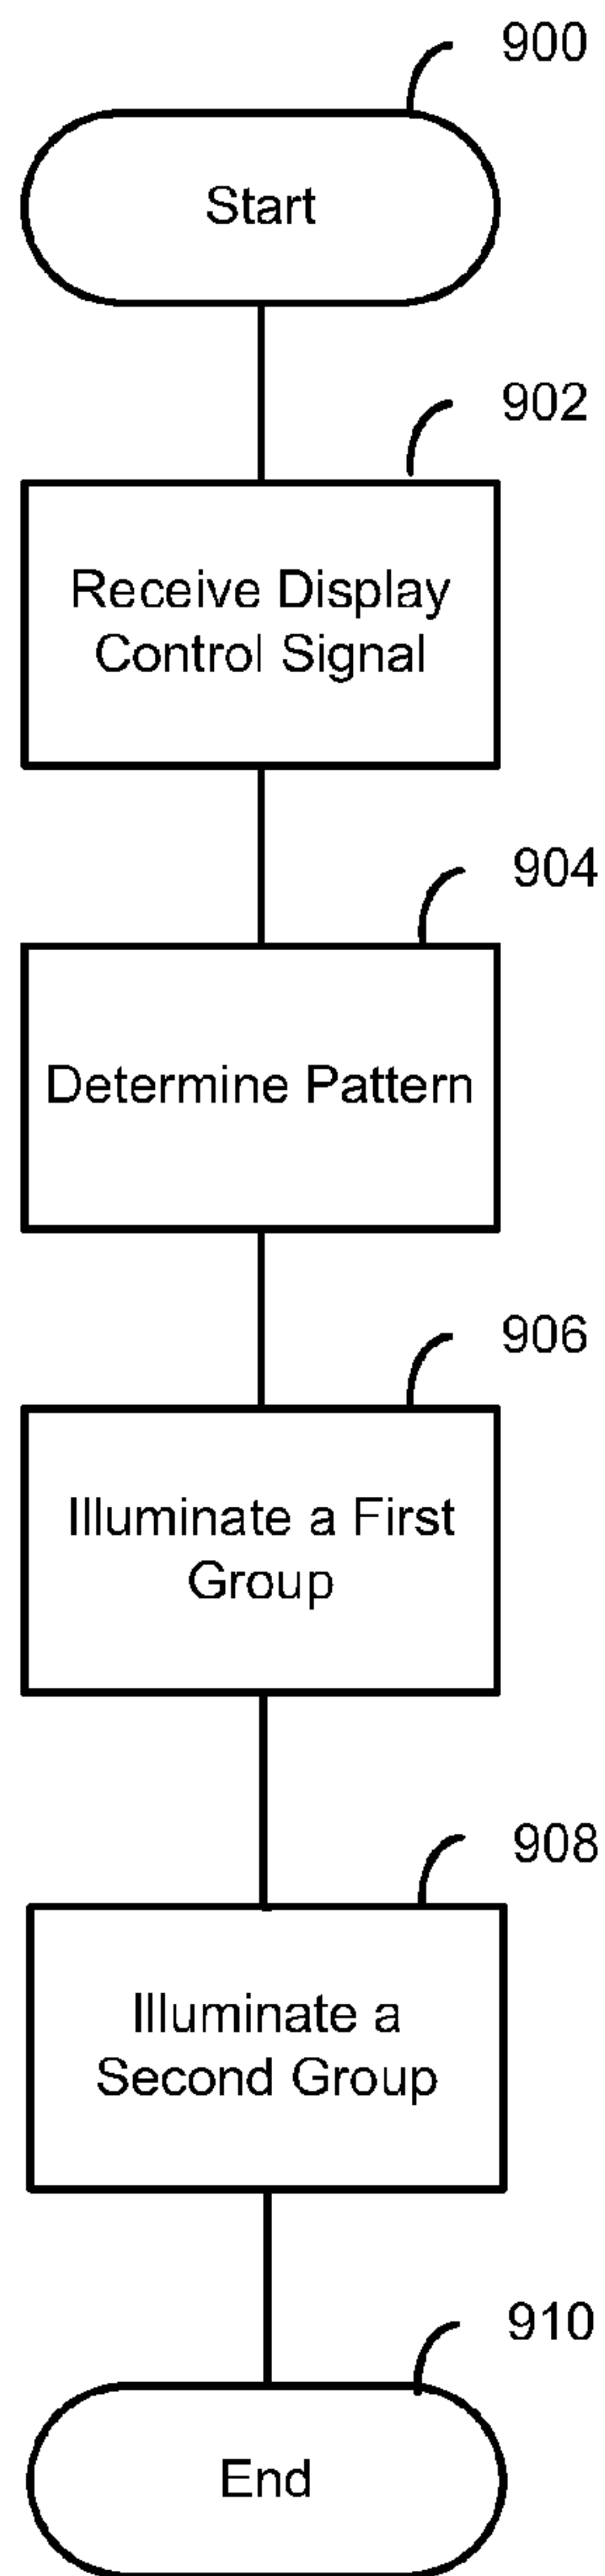 900
Start
902
Receive Display
Control Signal
904
Determine Pattern
906
Illuminate a First
Group
908
Illuminate a
Second Group
910
End